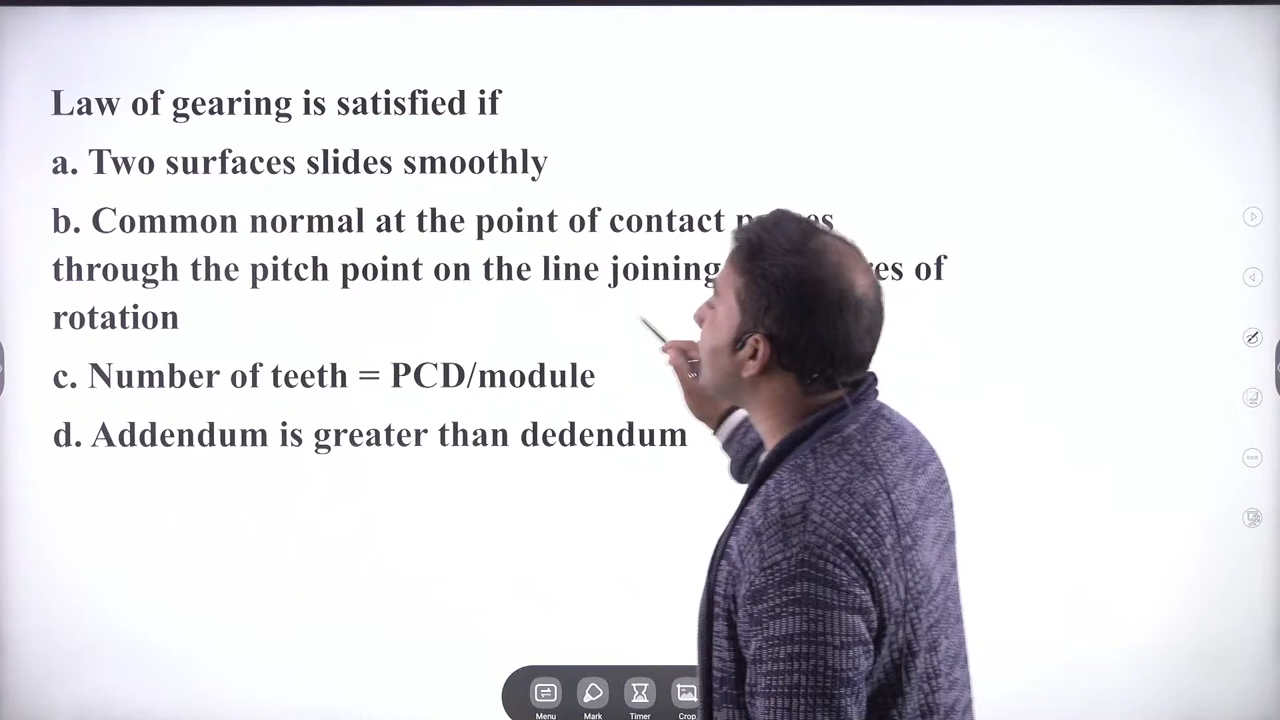 Law of gearing is satisfied if
a. Two surfaces slides smoothly
b. Common normal at the point of contact
through the pitch point on the line joining of
rotation
c. Number of teeth = PCD/module
d. Addendum is greater than dedendum
Menu Mark Timer Crop